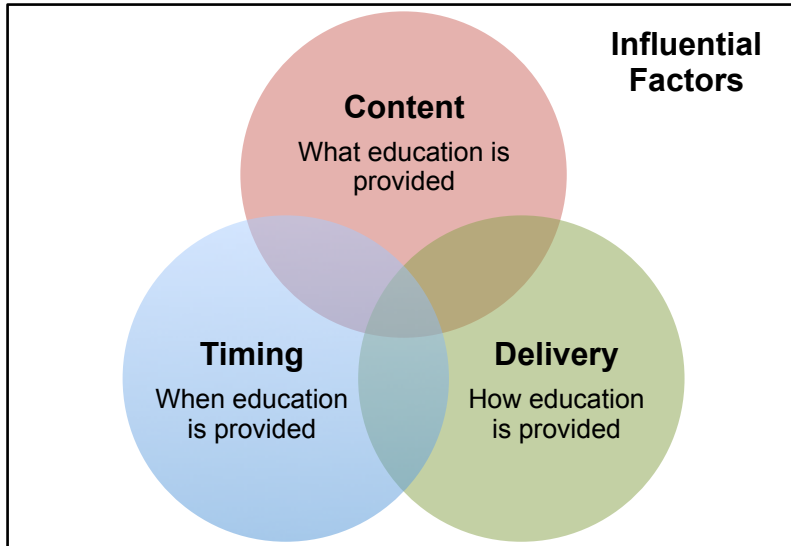 Influential
Factors
Content
What education is
provided
Timing
When education
is provided
Delivery
How education
is provided